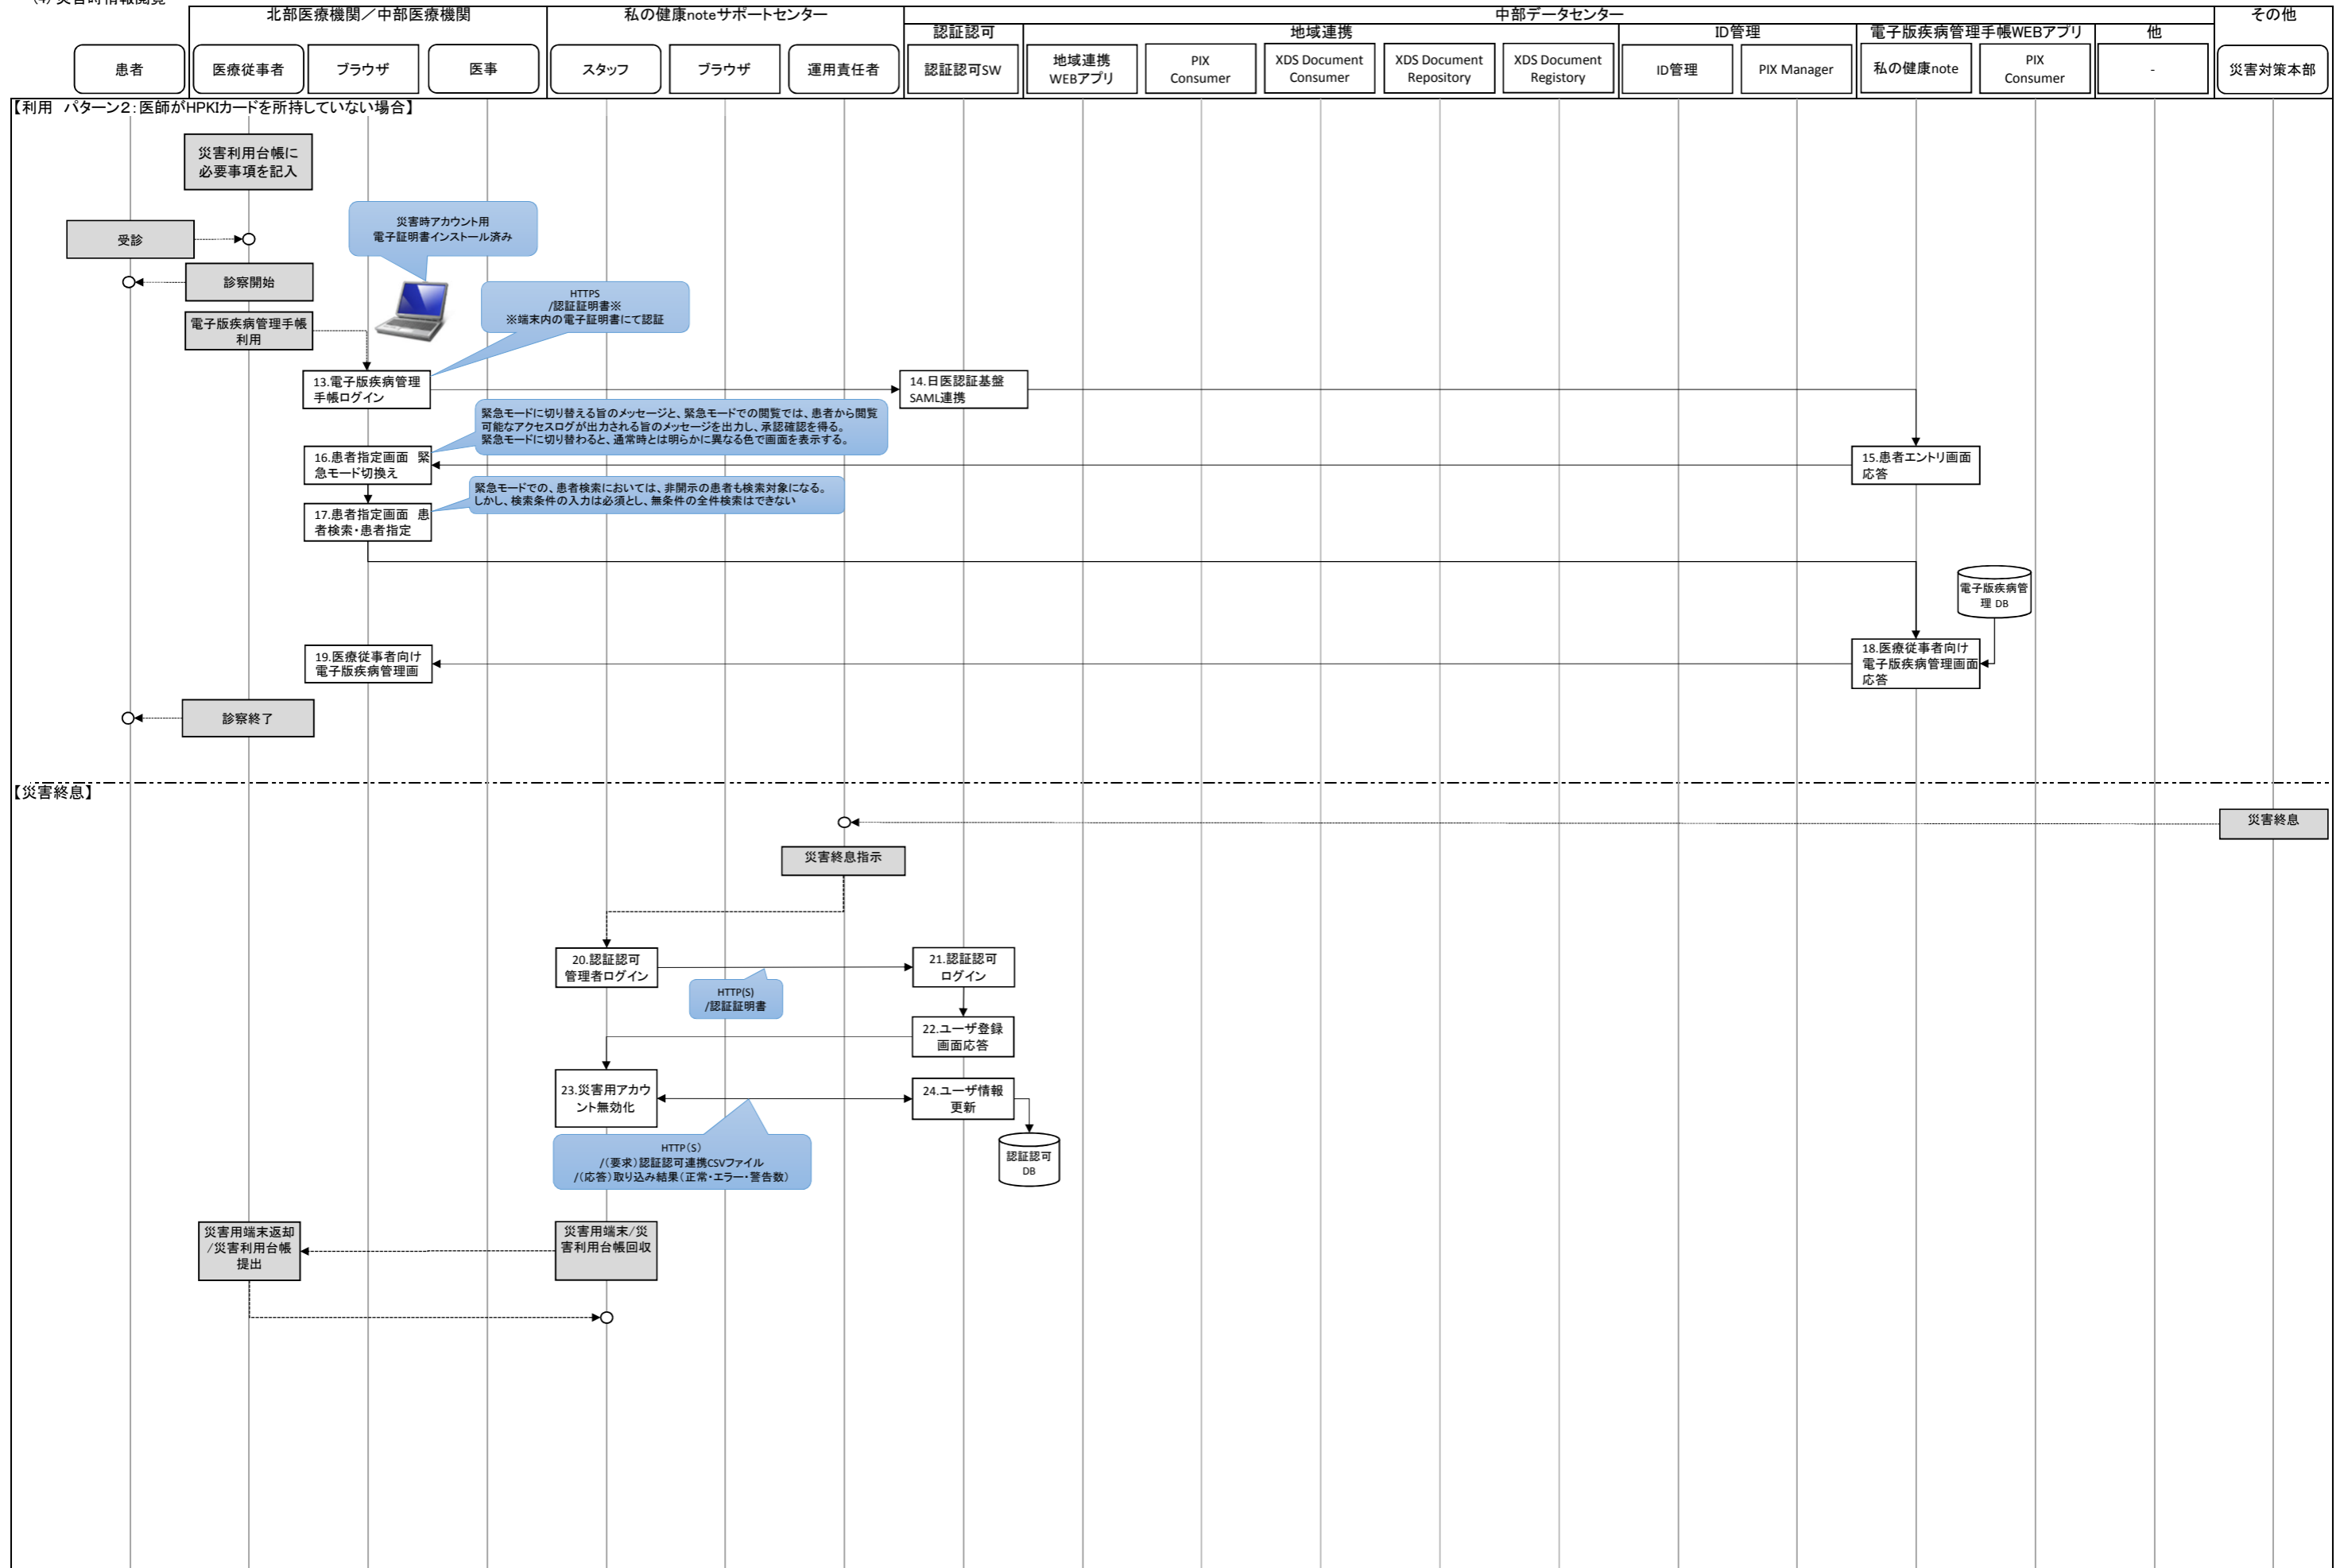 (4) 災害時情報閲覧
北部医療機関／中部医療機関
私の健康noteサポートセンター
中部データセンター
その他
認証認可
地域連携
ID管理
電子版疾病管理手帳WEBアプリ
他
患者
医療従事者
ブラウザ
医事
スタッフ
ブラウザ
運用責任者
認証認可SW
地域連携
WEBアプリ
PIX
Consumer
XDS Document
Consumer
XDS Document
Repository
XDS Document
Registory
ID管理
PIX Manager
私の健康note
PIX
Consumer
-
災害対策本部
【利用　パターン２：医師がHPKIカードを所持していない場合】
災害利用台帳に
必要事項を記入
受診
災害時アカウント用
電子証明書インストール済み
診察開始
HTTPS
/認証証明書※
※端末内の電子証明書にて認証
電子版疾病管理手帳
利用
13.電子版疾病管理
手帳ログイン
14.日医認証基盤
SAML連携
緊急モードに切り替える旨のメッセージと、緊急モードでの閲覧では、患者から閲覧
可能なアクセスログが出力される旨のメッセージを出力し、承認確認を得る。
緊急モードに切り替わると、通常時とは明らかに異なる色で画面を表示する。
16.患者指定画面　緊
急モード切換え
15.患者エントリ画面
応答
緊急モードでの、患者検索においては、非開示の患者も検索対象になる。
しかし、検索条件の入力は必須とし、無条件の全件検索はできない
17.患者指定画面　患
者検索・患者指定
電子版疾病管
理 DB
19.医療従事者向け
電子版疾病管理画
18.医療従事者向け
電子版疾病管理画面
応答
診察終了
【災害終息】
災害終息
災害終息指示
20.認証認可
管理者ログイン
21.認証認可
ログイン
HTTP(S)
/認証証明書
22.ユーザ登録
画面応答
23.災害用アカウ
ント無効化
24.ユーザ情報
更新
HTTP（S）
/（要求）認証認可連携CSVファイル
/（応答）取り込み結果（正常・エラー・警告数）
認証認可
DB
災害用端末返却
/災害利用台帳
提出
災害用端末/災
害利用台帳回収